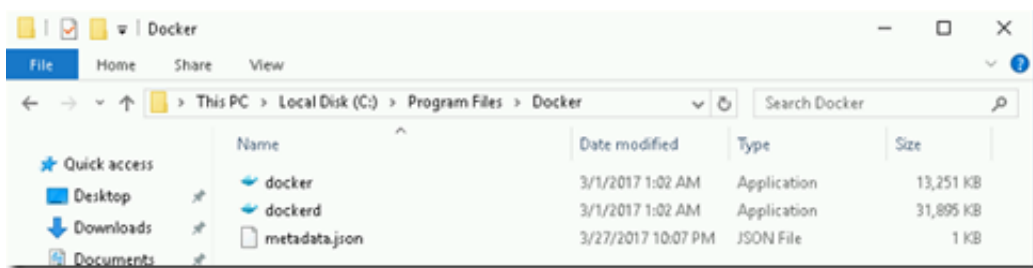 Docker
File Home Share View
This PC > Local Disk (C:) > Program Files > Docker Search Docker
Name Date modified Type Size
Quick access
Desktop
Downloads
Documents
docker 3/1/2017 1:02 AM Application 13,251 KB
dockerd 3/1/2017 1:02 AM Application 31,895 KB
metadata.json 3/27/2017 10:07 PM JSON File 1 KB